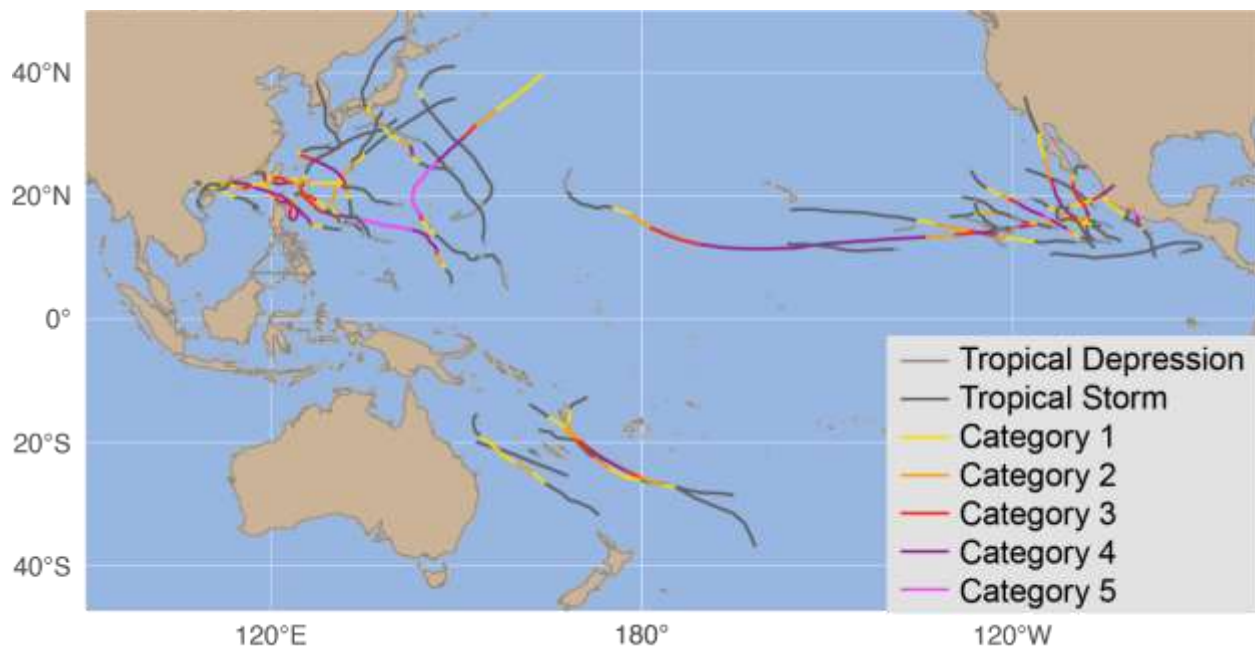 40°N
20°N
0°
20°S
40°S
120°E
180°
120°W
Tropical Depression
Tropical Storm
Category 1
Category 2
Category 3
Category 4
Category 5